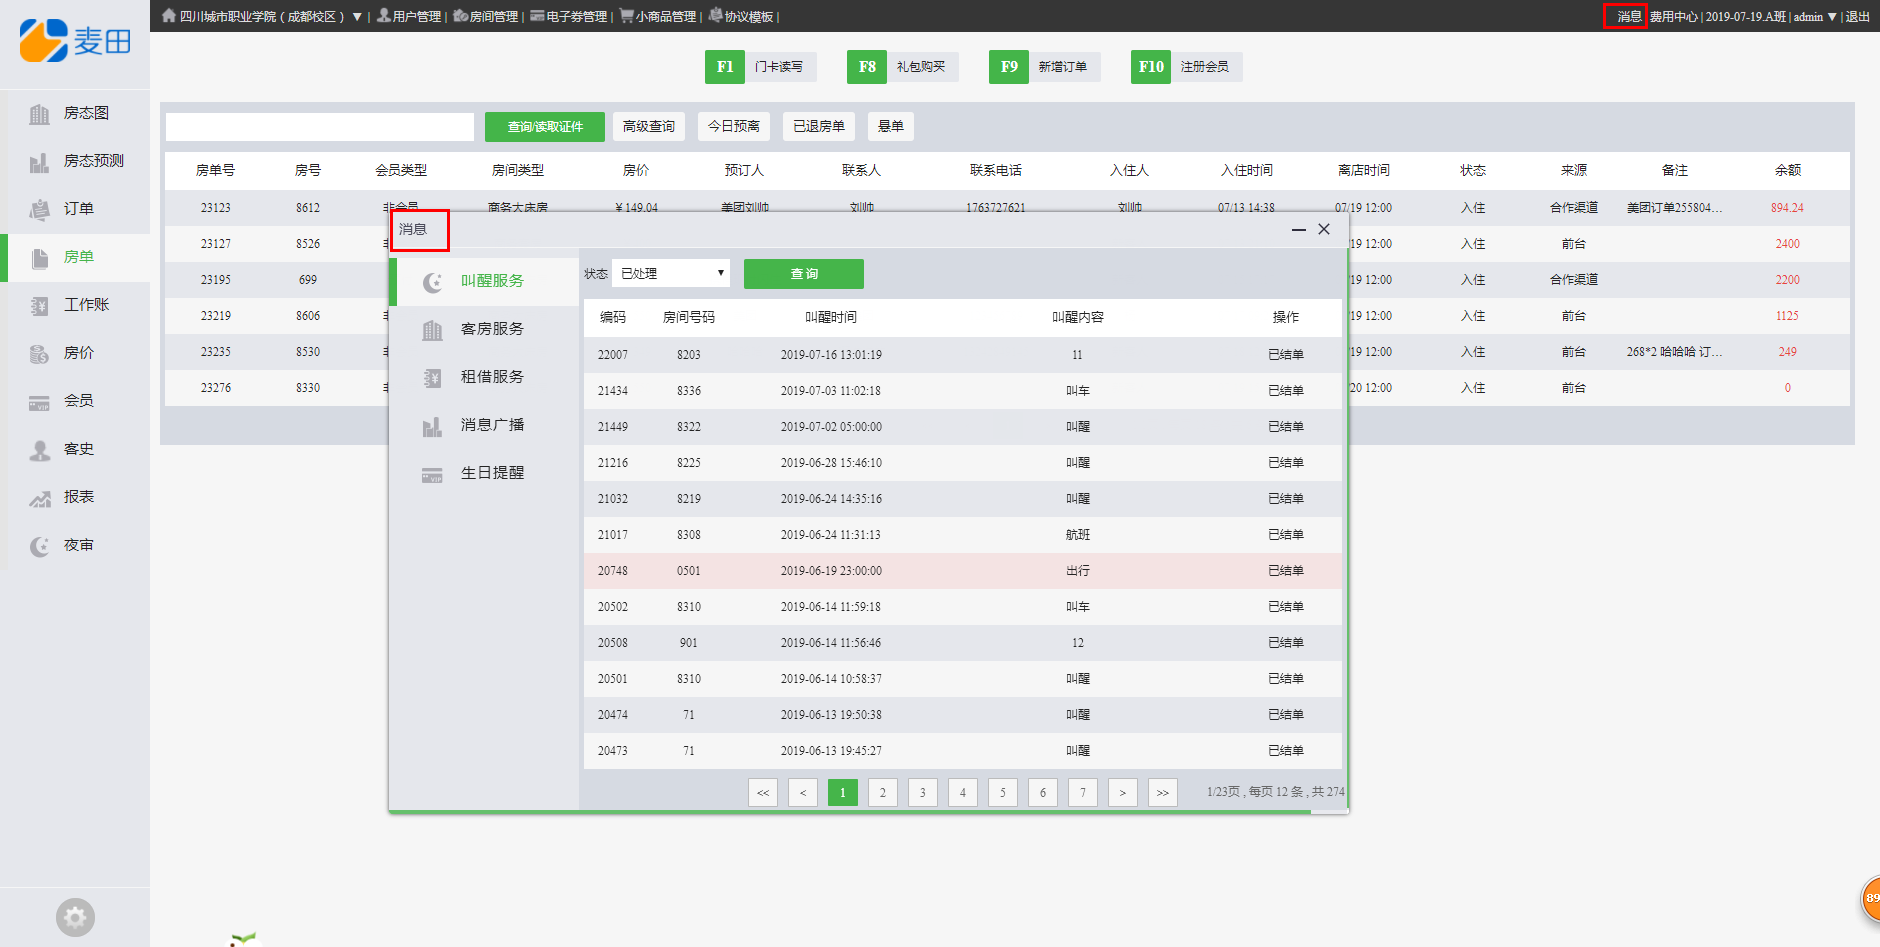 四川城市职业学院（成都校区） ▼ | 用户管理 | 房间管理 | 电子券管理 | 小商品管理 | 协议模板 |
消息 费用中心 | 2019-07-19.A班 | admin ▼ | 退出
麦田
F1 门卡读写 F8 礼包购买 F9 新增订单 F10 注册会员
房态图
房态预测
订单
房单
工作账
房价
会员
VIP
客史
报表
夜审
查询/读取证件 高级查询 今日预离 已退房单 悬单
房单号 房号 会员类型 房间类型 房价 预订人 联系人 联系电话 入住人 入住时间 离店时间 状态 来源 备注 余额
23123 8612 非会员 商务大床房 ¥ 149.04 美团刘帅 刘帅 1763727621 刘帅 07/13 14:38 07/19 12:00 入住 合作渠道 美团订单255804... 894.24
23127 8526 /19 12:00 入住 前台 2400
23195 699 /19 12:00 入住 合作渠道 2200
23219 8606 /19 12:00 入住 前台 1125
23235 8530 /19 12:00 入住 前台 268*2 哈哈哈 订... 249
23276 8330 /20 12:00 入住 前台 0
消息
叫醒服务
客房服务
租借服务
消息广播
生日提醒
VIP
状态 已处理 ▼ 查 询
编码 房间号码 叫醒时间 叫醒内容 操作
22007 8203 2019-07-16 13:01:19 11 已结单
21434 8336 2019-07-03 11:02:18 叫车 已结单
21449 8322 2019-07-02 05:00:00 叫醒 已结单
21216 8225 2019-06-28 15:46:10 叫醒 已结单
21032 8219 2019-06-24 14:35:16 叫醒 已结单
21017 8308 2019-06-24 11:31:13 航班 已结单
20748 0501 2019-06-19 23:00:00 出行 已结单
20502 8310 2019-06-14 11:59:18 叫车 已结单
20508 901 2019-06-14 11:56:46 12 已结单
20501 8310 2019-06-14 10:58:37 叫醒 已结单
20474 71 2019-06-13 19:50:38 叫醒 已结单
20473 71 2019-06-13 19:45:27 叫醒 已结单
<< < 1 2 3 4 5 6 7 > >> 1/23页 , 每页 12 条 , 共 274
89